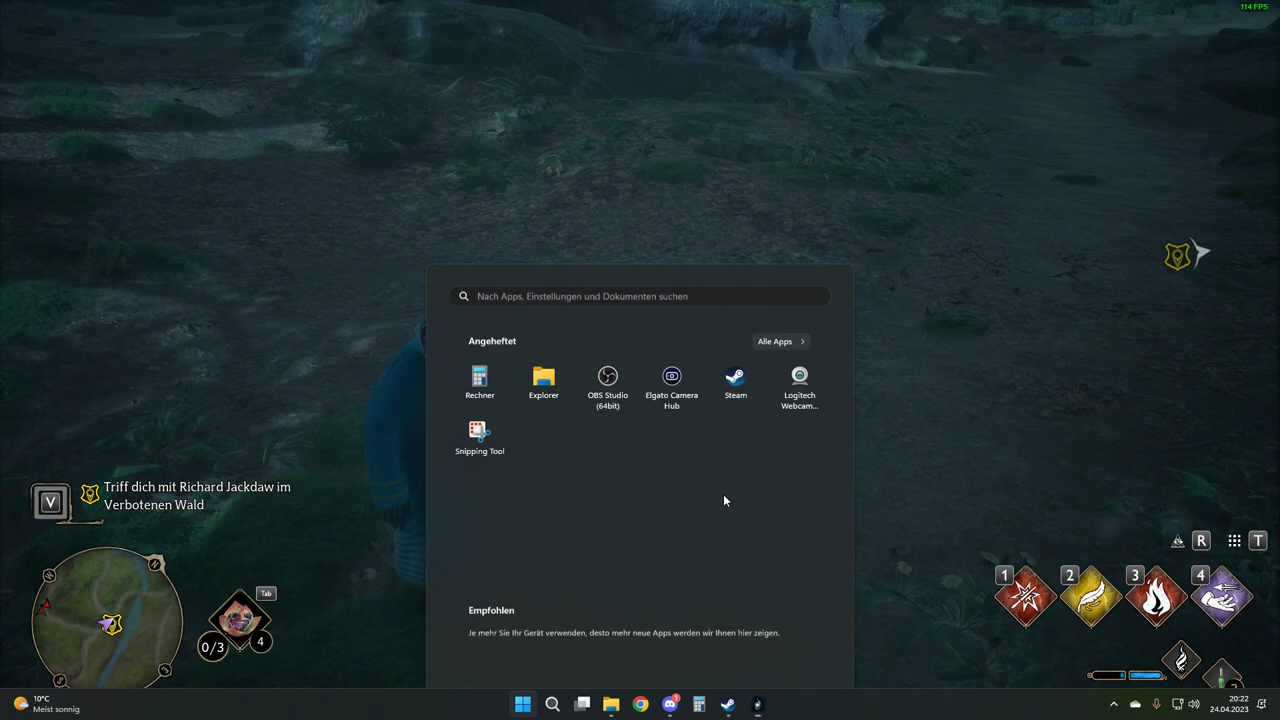 114 FPS
Nach Apps, Einstellungen und Dokumenten suchen
Angeheftet
Alle Apps
Rechner
Explorer
OBS Studio
(64bit)
Elgato Camera
Hub
Steam
Logitech
Webcam...
Snipping Tool
V
Triff dich mit Richard Jackdaw im
Verbotenen Wald
R
T
1
2
3
4
Tab
0/3
4
N
Empfohlen
Je mehr Sie Ihr Gerät verwenden, desto mehr neue Apps werden wir Ihnen hier zeigen.
10°C
Meist sonnig
1
20:22
24.04.2023